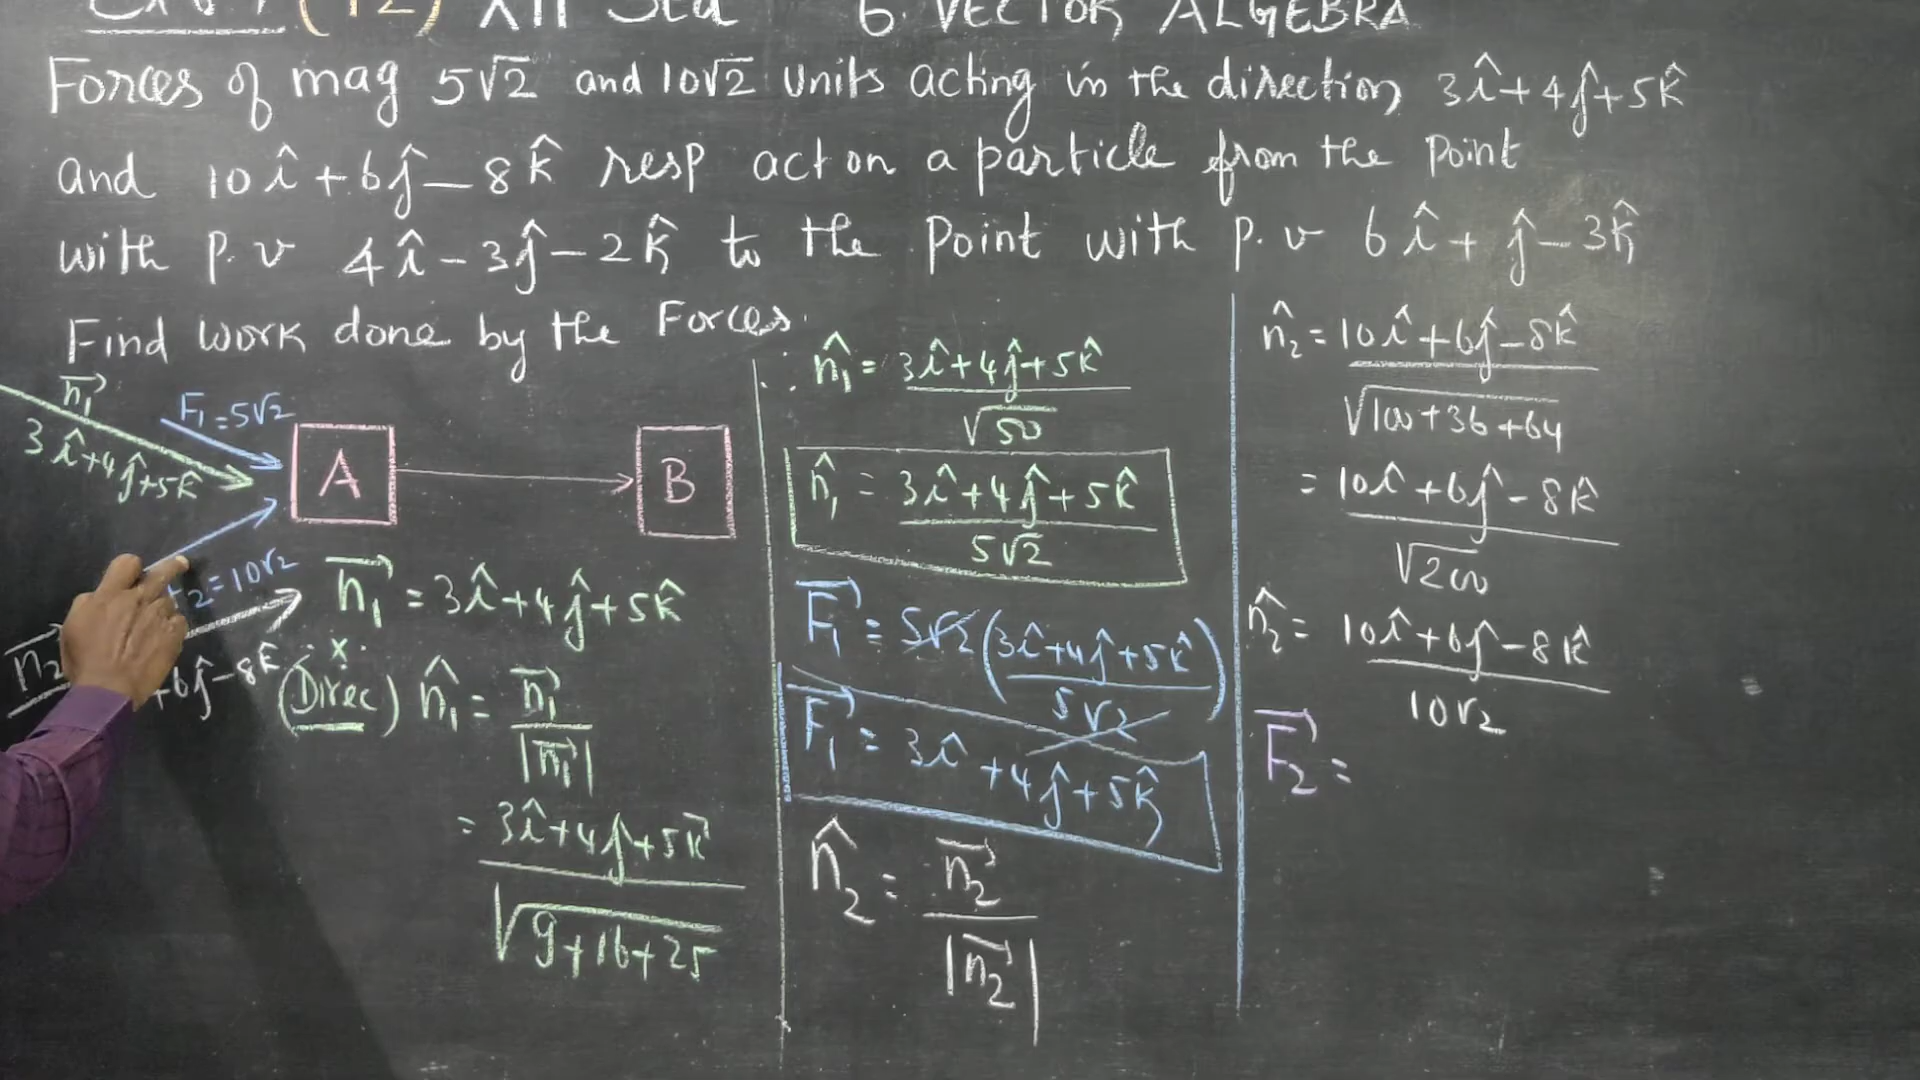 (12) XII Std 6. VECTOR ALGEBRA
Forces of mag 5√2 and 10√2 units acting in the direction 3î+4ĵ+5k̂
and 10î+6ĵ-8k̂ resp act on a particle from the point
with p.v 4î-3ĵ-2k̂ to the point with p.v 6î+ĵ-3k̂
Find work done by the Forces.
n₁→
3î+4ĵ+5k̂
F₁=5√2
A
B
F₂=10√2
n₂→
+6ĵ-8k̂
n₁→ = 3î+4ĵ+5k̂
x
(Direc) n̂₁ = n₁→/|n₁→|
= 3î+4ĵ+5k̂/√9+16+25
∴ n̂₁ = 3î+4ĵ+5k̂/√50
n̂₁ = 3î+4ĵ+5k̂/5√2
F₁→ = 5√2(3î+4ĵ+5k̂/5√2)
F₁→ = 3î+4ĵ+5k̂
n̂₂ = n₂→/|n₂→|
n̂₂ = 10î+6ĵ-8k̂/√100+36+64
= 10î+6ĵ-8k̂/√200
n̂₂ = 10î+6ĵ-8k̂/10√2
F₂→ =